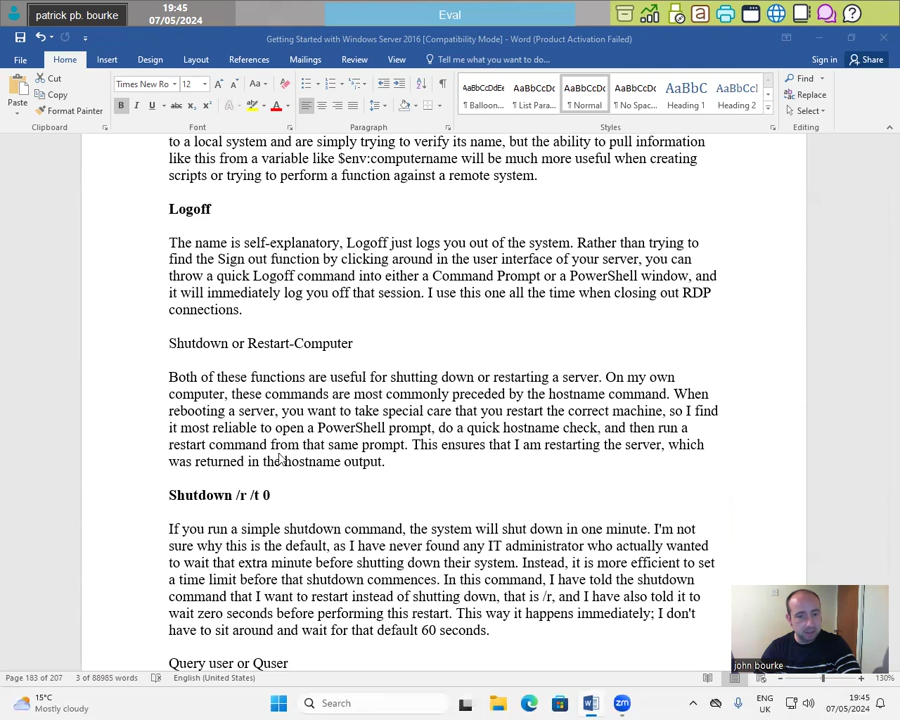 patrick pb. bourke
19:45
07/05/2024
Eval
Getting Started with Windows Server 2016 [Compatibility Mode] - Word (Product Activation Failed)
File
Home
Insert
Design
Layout
References
Mailings
Review
View
Tell me what you want to do...
Sign in
Share
Paste
Cut
Copy
Format Painter
Clipboard
Times New Ro
12
Font
Paragraph
AaBbCcDdEe
¶ Balloon...
AaBbCcDc
¶ List Para...
AaBbCcDc
¶ Normal
AaBbCcDc
¶ No Spac...
AaBbC
Heading 1
AaBbCc
Heading 2
Styles
Find
Replace
Select
Editing
to a local system and are simply trying to verify its name, but the ability to pull information
like this from a variable like $env:computername will be much more useful when creating
scripts or trying to perform a function against a remote system.
Logoff
The name is self-explanatory, Logoff just logs you out of the system. Rather than trying to
find the Sign out function by clicking around in the user interface of your server, you can
throw a quick Logoff command into either a Command Prompt or a PowerShell window, and
it will immediately log you off that session. I use this one all the time when closing out RDP
connections.
Shutdown or Restart-Computer
Both of these functions are useful for shutting down or restarting a server. On my own
computer, these commands are most commonly preceded by the hostname command. When
rebooting a server, you want to take special care that you restart the correct machine, so I find
it most reliable to open a PowerShell prompt, do a quick hostname check, and then run a
restart command from that same prompt. This ensures that I am restarting the server, which
was returned in the hostname output.
Shutdown /r /t 0
If you run a simple shutdown command, the system will shut down in one minute. I'm not
sure why this is the default, as I have never found any IT administrator who actually wanted
to wait that extra minute before shutting down their system. Instead, it is more efficient to set
a time limit before that shutdown commences. In this command, I have told the shutdown
command that I want to restart instead of shutting down, that is /r, and I have also told it to
wait zero seconds before performing this restart. This way it happens immediately; I don't
have to sit around and wait for that default 60 seconds.
Query user or Quser
john bourke
Page 183 of 207
3 of 88985 words
English (United States)
130%
15°C
Mostly cloudy
Search
ENG
UK
19:45
07/05/2024